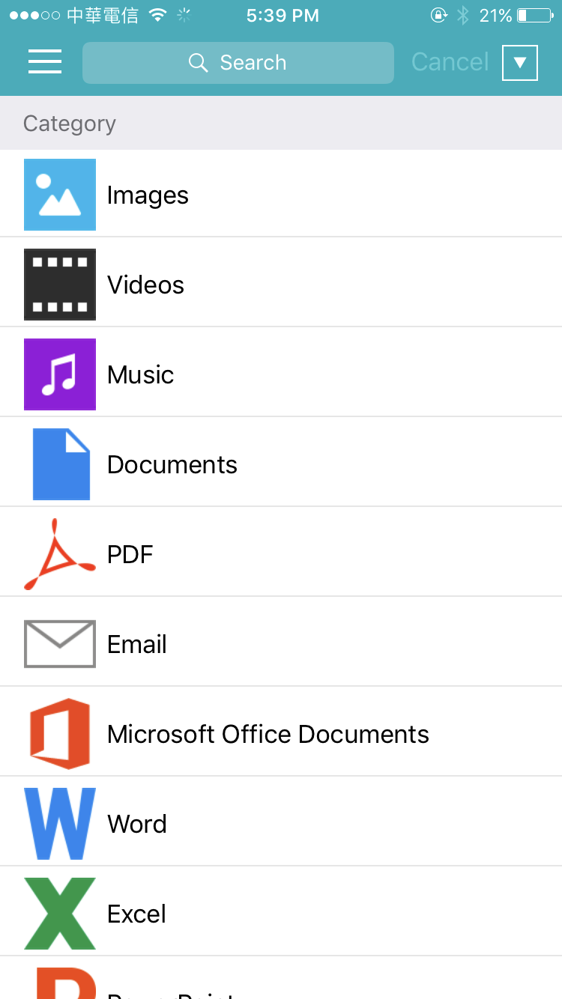 中華電信 5:39 PM 21%
Search Cancel
Category
Images
Videos
Music
Documents
PDF
Email
Microsoft Office Documents
Word
Excel
PowerPoint